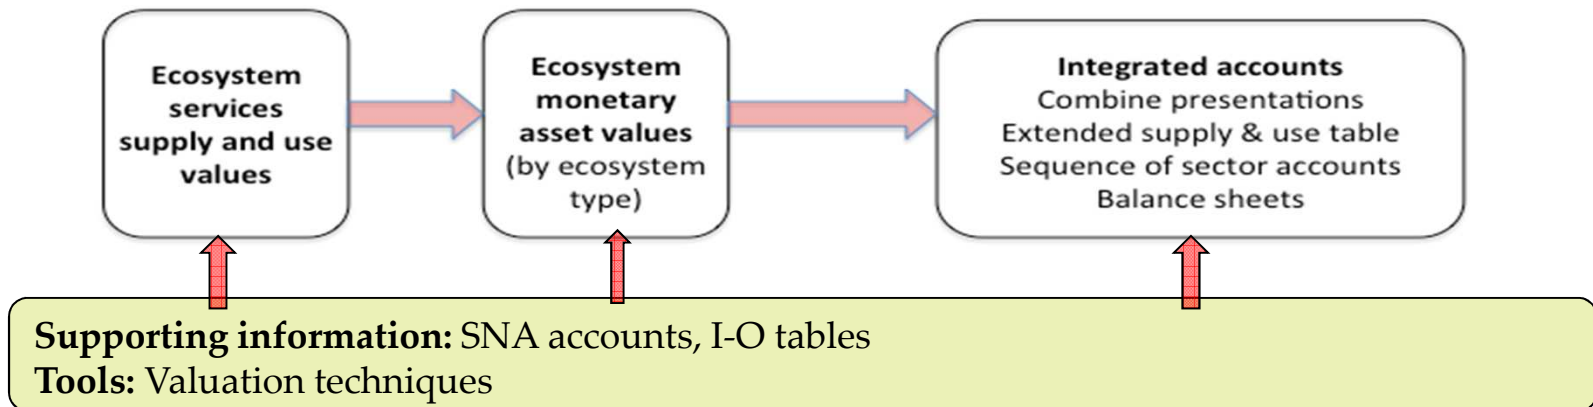 Ecosystem
services
supply and use
values
Ecosystem
monetary
asset values
(by ecosystem
type)
Integrated accounts
Combine presentations
Extended supply & use table
Sequence of sector accounts
Balance sheets
Supporting information: SNA accounts, I-O tables
Tools: Valuation techniques